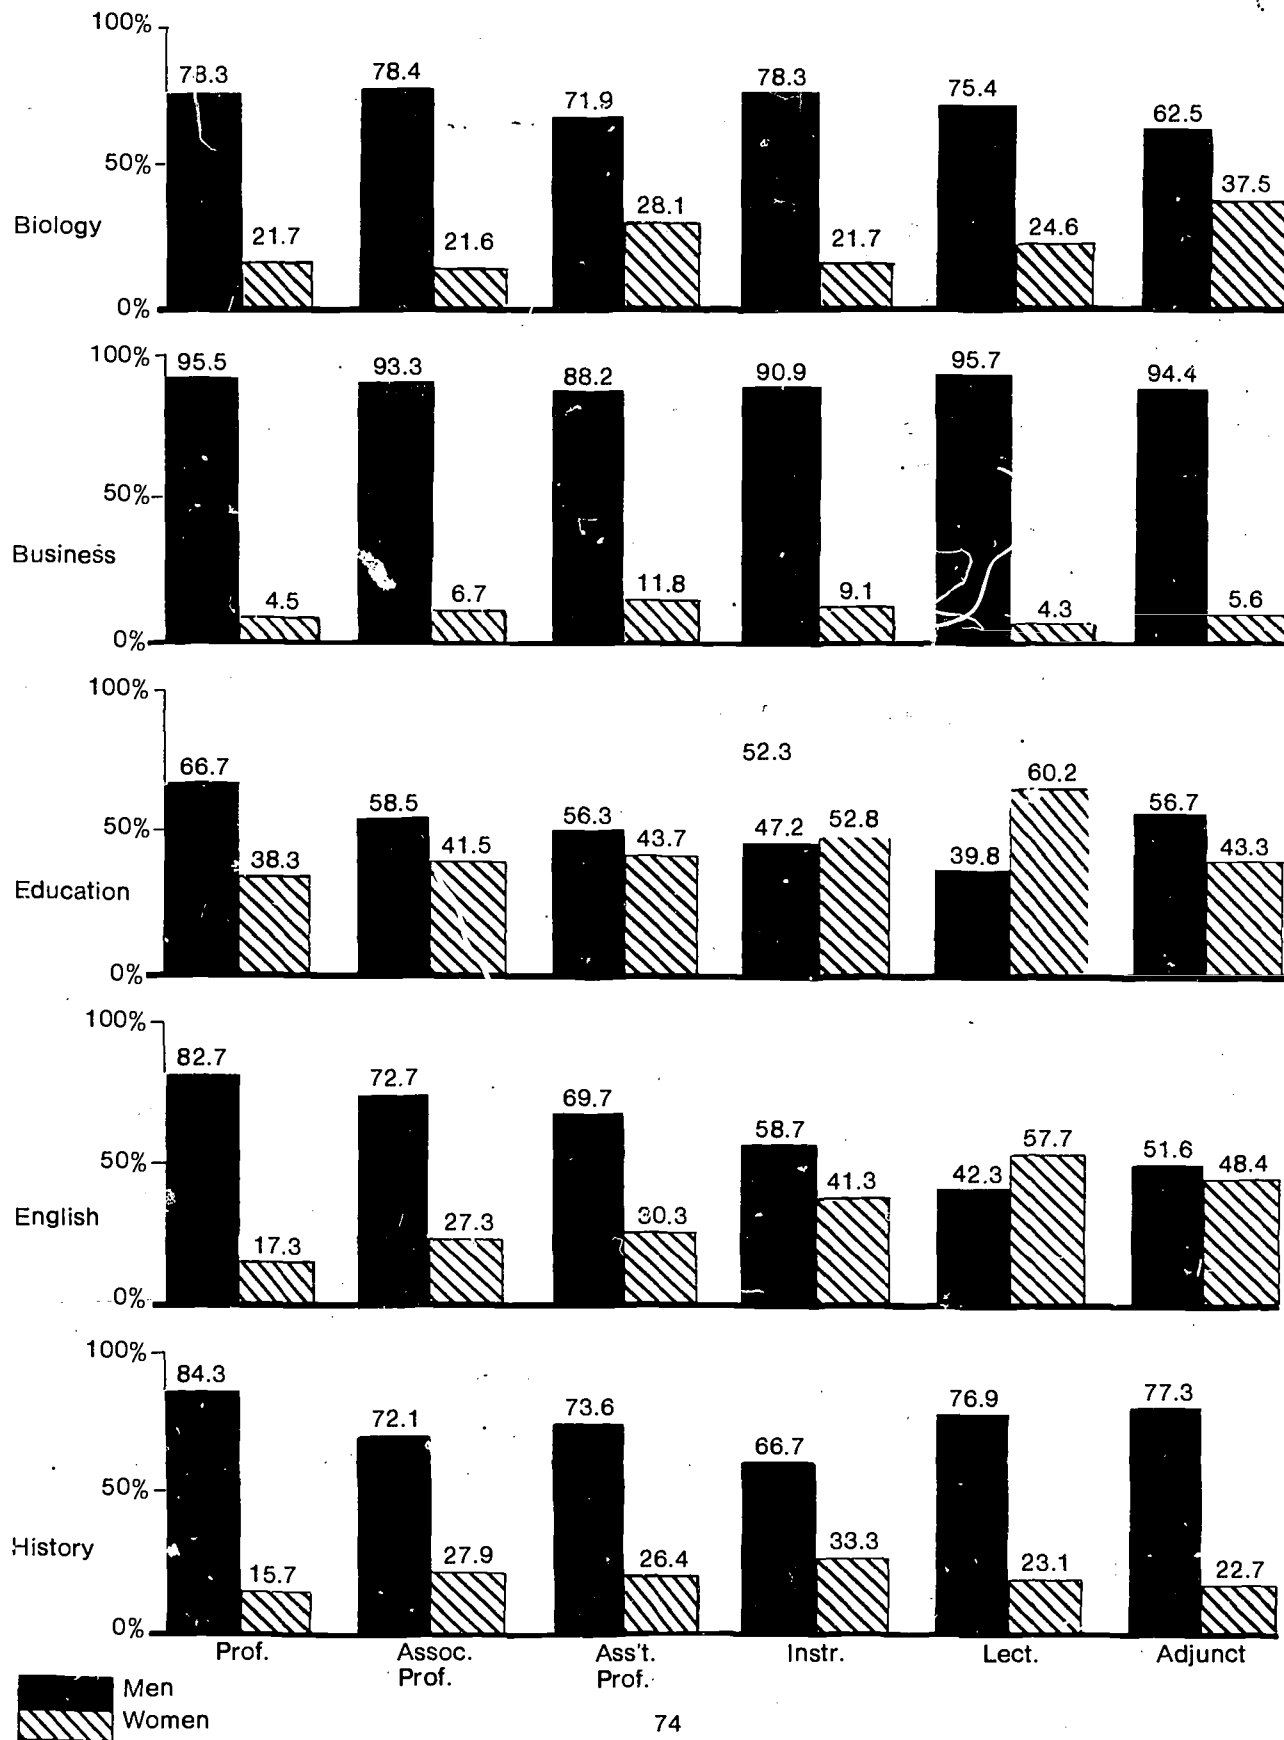 100%
78.3 78.4 71.9 78.3 75.4 62.5
50%
Biology
21.7 21.6 28.1 21.7 24.6 37.5
0%
100%
95.5 93.3 88.2 90.9 95.7 94.4
50%
Business
4.5 6.7 11.8 9.1 4.3 5.6
0%
100%
52.3
66.7 58.5 56.3 47.2 52.8 39.8 60.2 56.7
50%
38.3 41.5 43.7 43.3
Education
0%
100%
82.7 72.7 69.7 58.7 42.3 57.7 51.6 48.4
50%
English
17.3 27.3 30.3 41.3
0%
100%
84.3 72.1 73.6 66.7 76.9 77.3
50%
History
15.7 27.9 26.4 33.3 23.1 22.7
0%
Prof. Assoc. Ass't. Instr. Lect. Adjunct
Prof. Prof.
Men
Women
74